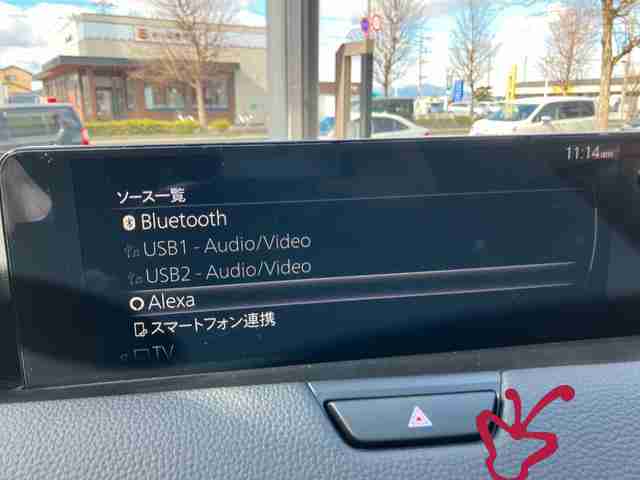 11:14am
ソース一覧
Bluetooth
USB1 - Audio/Video
USB2 - Audio/Video
Alexa
スマートフォン連携
TV